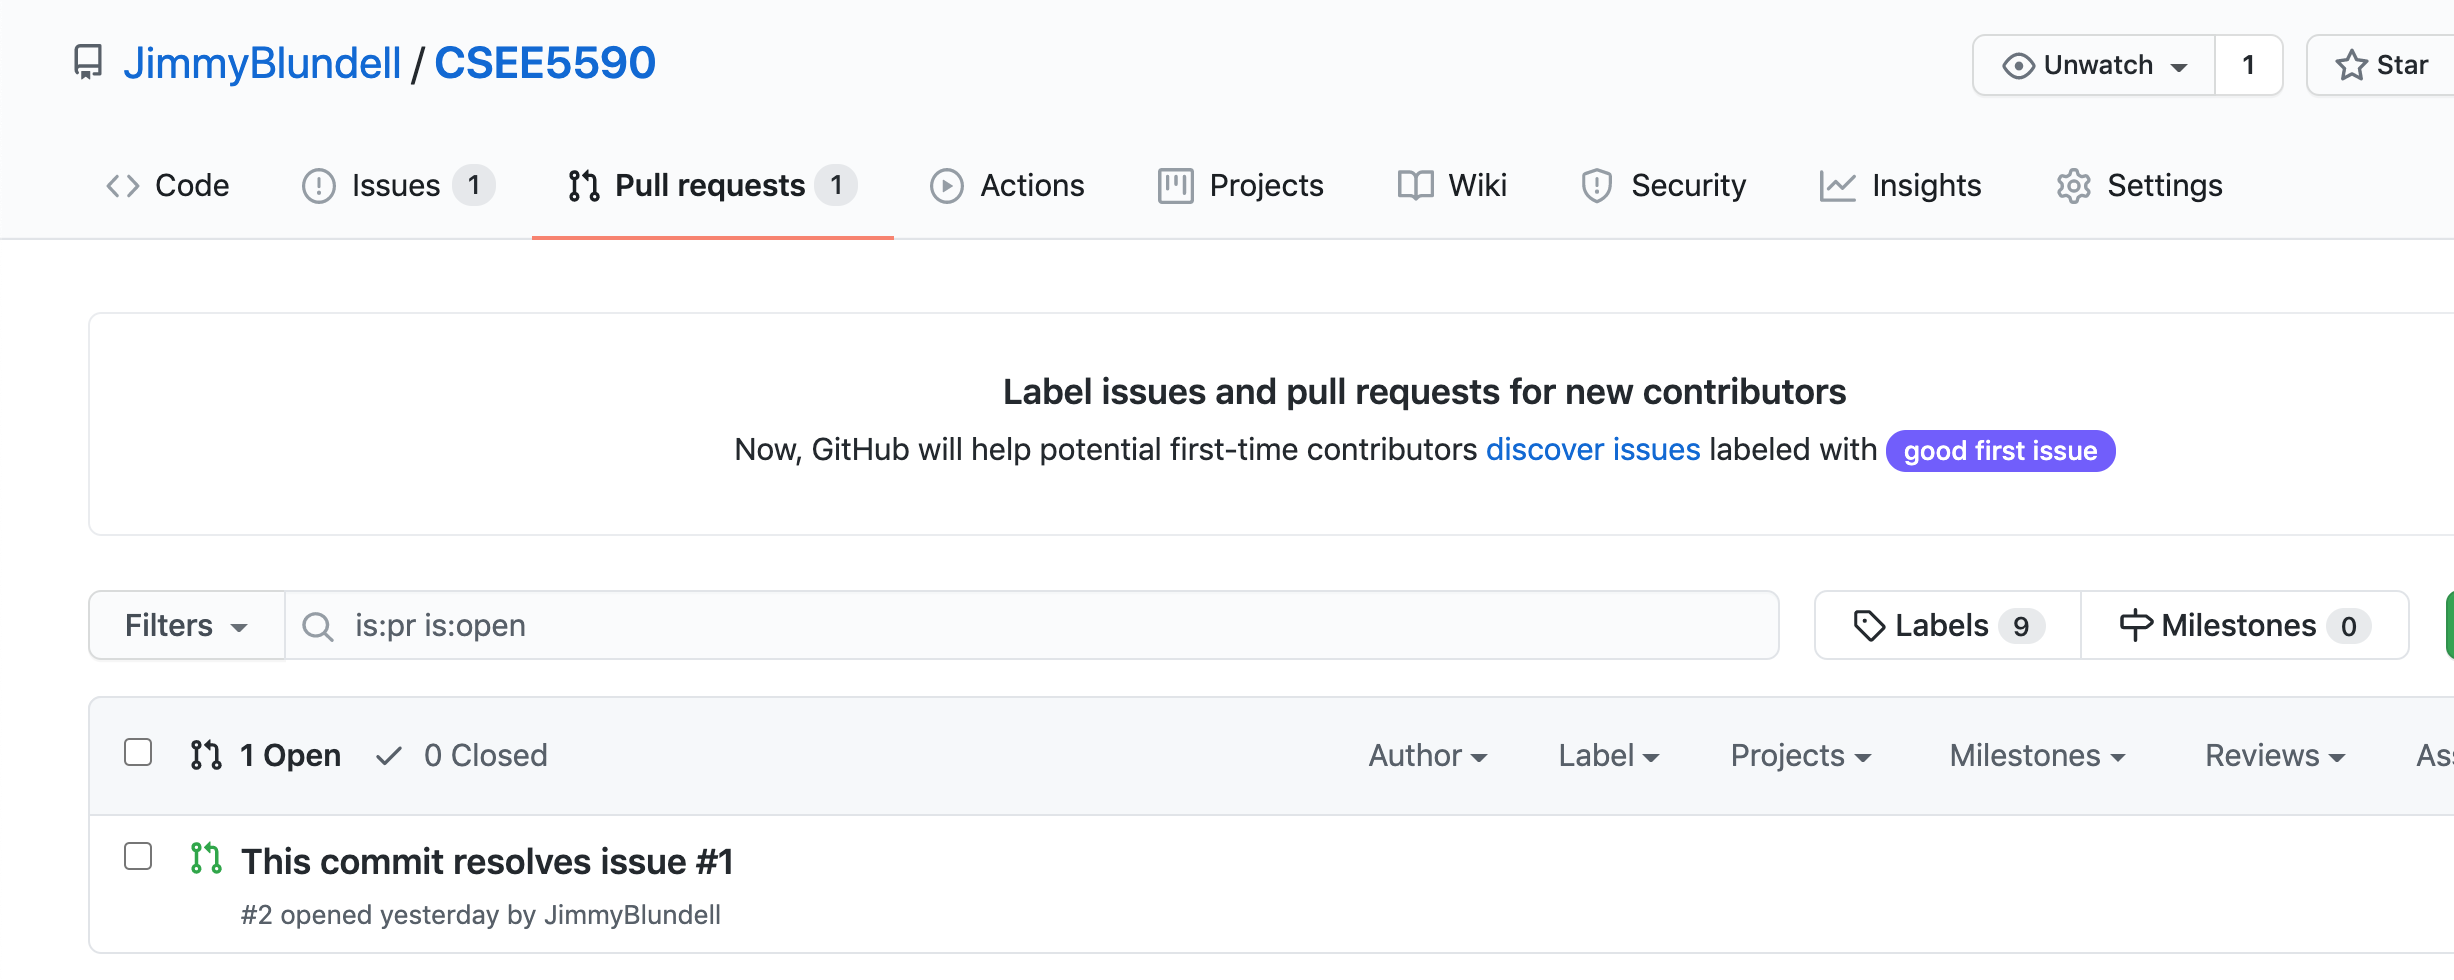 JimmyBlundell / CSEE5590
Unwatch 1 Star
Code Issues 1 Pull requests 1 Actions Projects Wiki Security Insights Settings
Label issues and pull requests for new contributors
Now, GitHub will help potential first-time contributors discover issues labeled with good first issue
Filters is:pr is:open Labels 9 Milestones 0
1 Open 0 Closed Author Label Projects Milestones Reviews
This commit resolves issue #1
#2 opened yesterday by JimmyBlundell